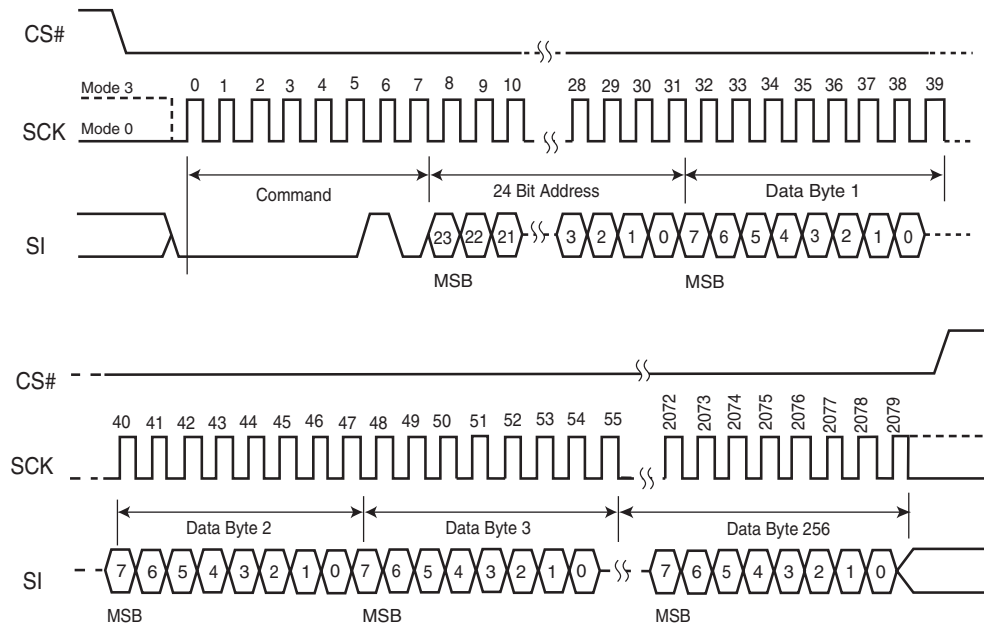 CS#
Mode 3
0 1 2 3 4 5 6 7 8 9 10 28 29 30 31 32 33 34 35 36 37 38 39
SCK
Mode 0
Command
24 Bit Address
Data Byte 1
SI
23 22 21 3 2 1 0 7 6 5 4 3 2 1 0
MSB
MSB
CS#
40 41 42 43 44 45 46 47 48 49 50 51 52 53 54 55 2072 2073 2074 2075 2076 2077 2078 2079
SCK
Data Byte 2
Data Byte 3
Data Byte 256
SI
7 6 5 4 3 2 1 0 7 6 5 4 3 2 1 0 7 6 5 4 3 2 1 0
MSB
MSB
MSB